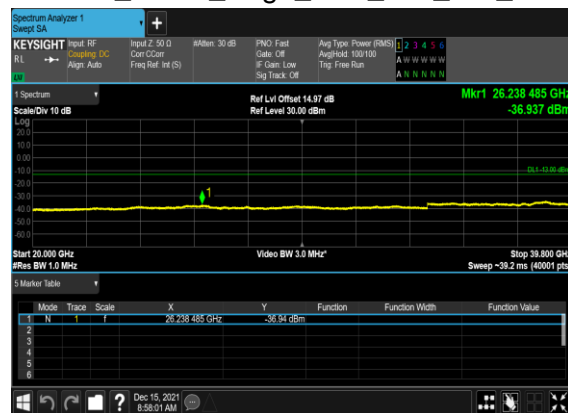 Spectrum Analyzer 1
Swept SA
+
KEYSIGHT Input: RF Input Z: 50 Ω #Atten: 30 dB PNO: Fast Avg Type: Power (RMS) 1 2 3 4 5 6
RL Coupling: DC Corr CCorr Gate: Off Avg|Hold: 100/100 A W W W W W
Align: Auto Freq Ref: Int (S) IF Gain: Low Trig: Free Run A N N N N N
LM Sig Track: Off
1 Spectrum Ref Lvl Offset 14.97 dB Mkr1 26.238 485 GHz
Scale/Div 10 dB Ref Level 30.00 dBm -36.937 dBm
Log
20.0
10.0
0.00
-10.0 DL1 -13.00 dBm
-20.0
-30.0
1
-40.0
-50.0
-60.0
Start 20.000 GHz Video BW 3.0 MHz* Stop 39.800 GHz
#Res BW 1.0 MHz Sweep ~39.2 ms (40001 pts)
5 Marker Table
Mode Trace Scale X Y Function Function Width Function Value
1 N 1 f 26.238 485 GHz -36.94 dBm
2
3
4
5
6
? Dec 15, 2021
8:58:01 AM